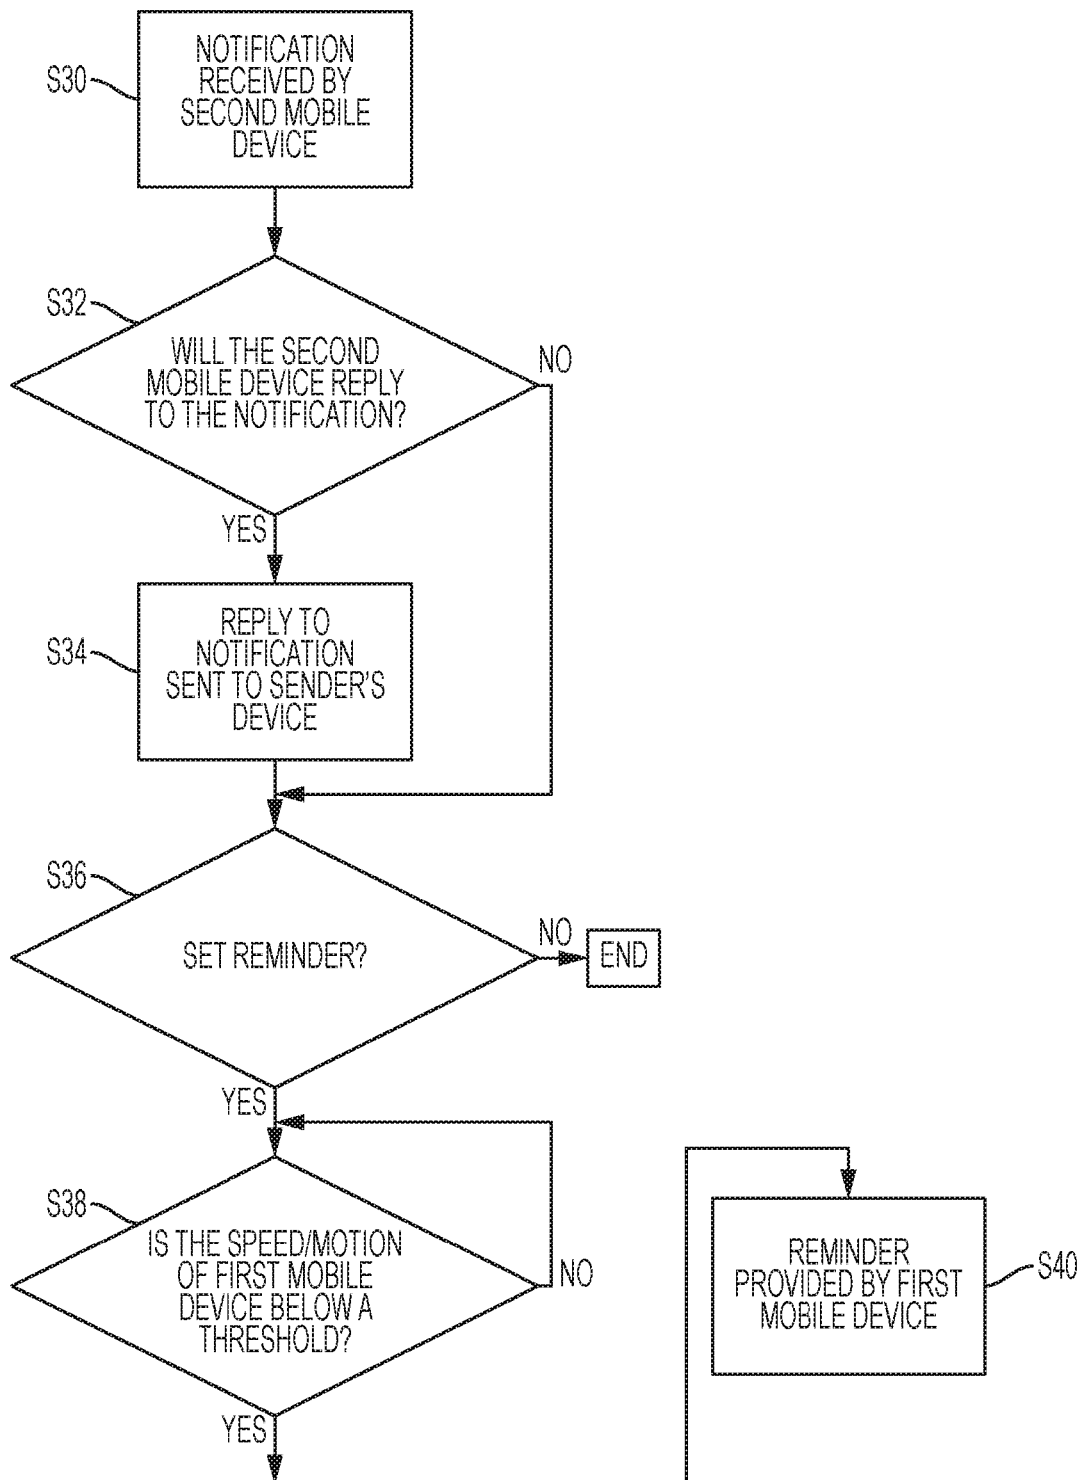 S30
NOTIFICATION
RECEIVED BY
SECOND MOBILE
DEVICE
S32
WILL THE SECOND
MOBILE DEVICE REPLY
TO THE NOTIFICATION?
NO
YES
S34
REPLY TO
NOTIFICATION
SENT TO SENDER'S
DEVICE
S36
SET REMINDER?
NO
END
YES
S38
IS THE SPEED/MOTION
OF FIRST MOBILE
DEVICE BELOW A
THRESHOLD?
NO
YES
REMINDER
PROVIDED BY FIRST
MOBILE DEVICE
S40